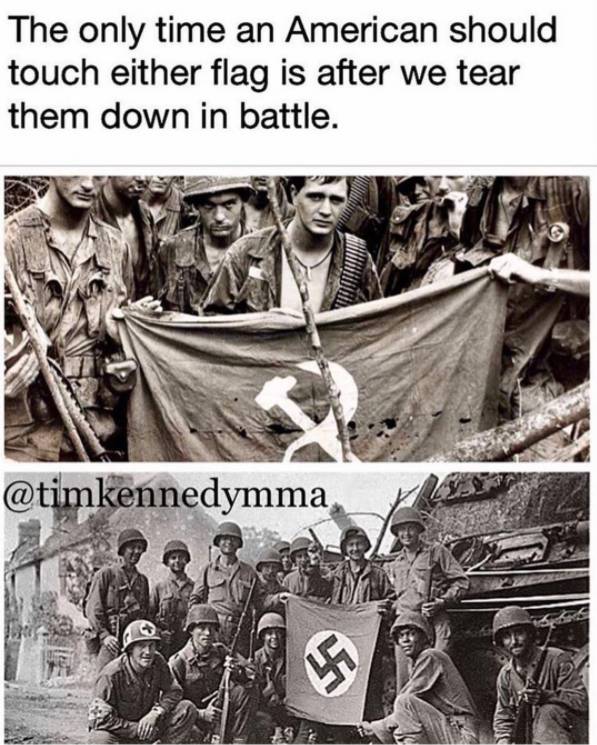 The only time an American should
touch either flag is after we tear
them down in battle.
@timkennedymma